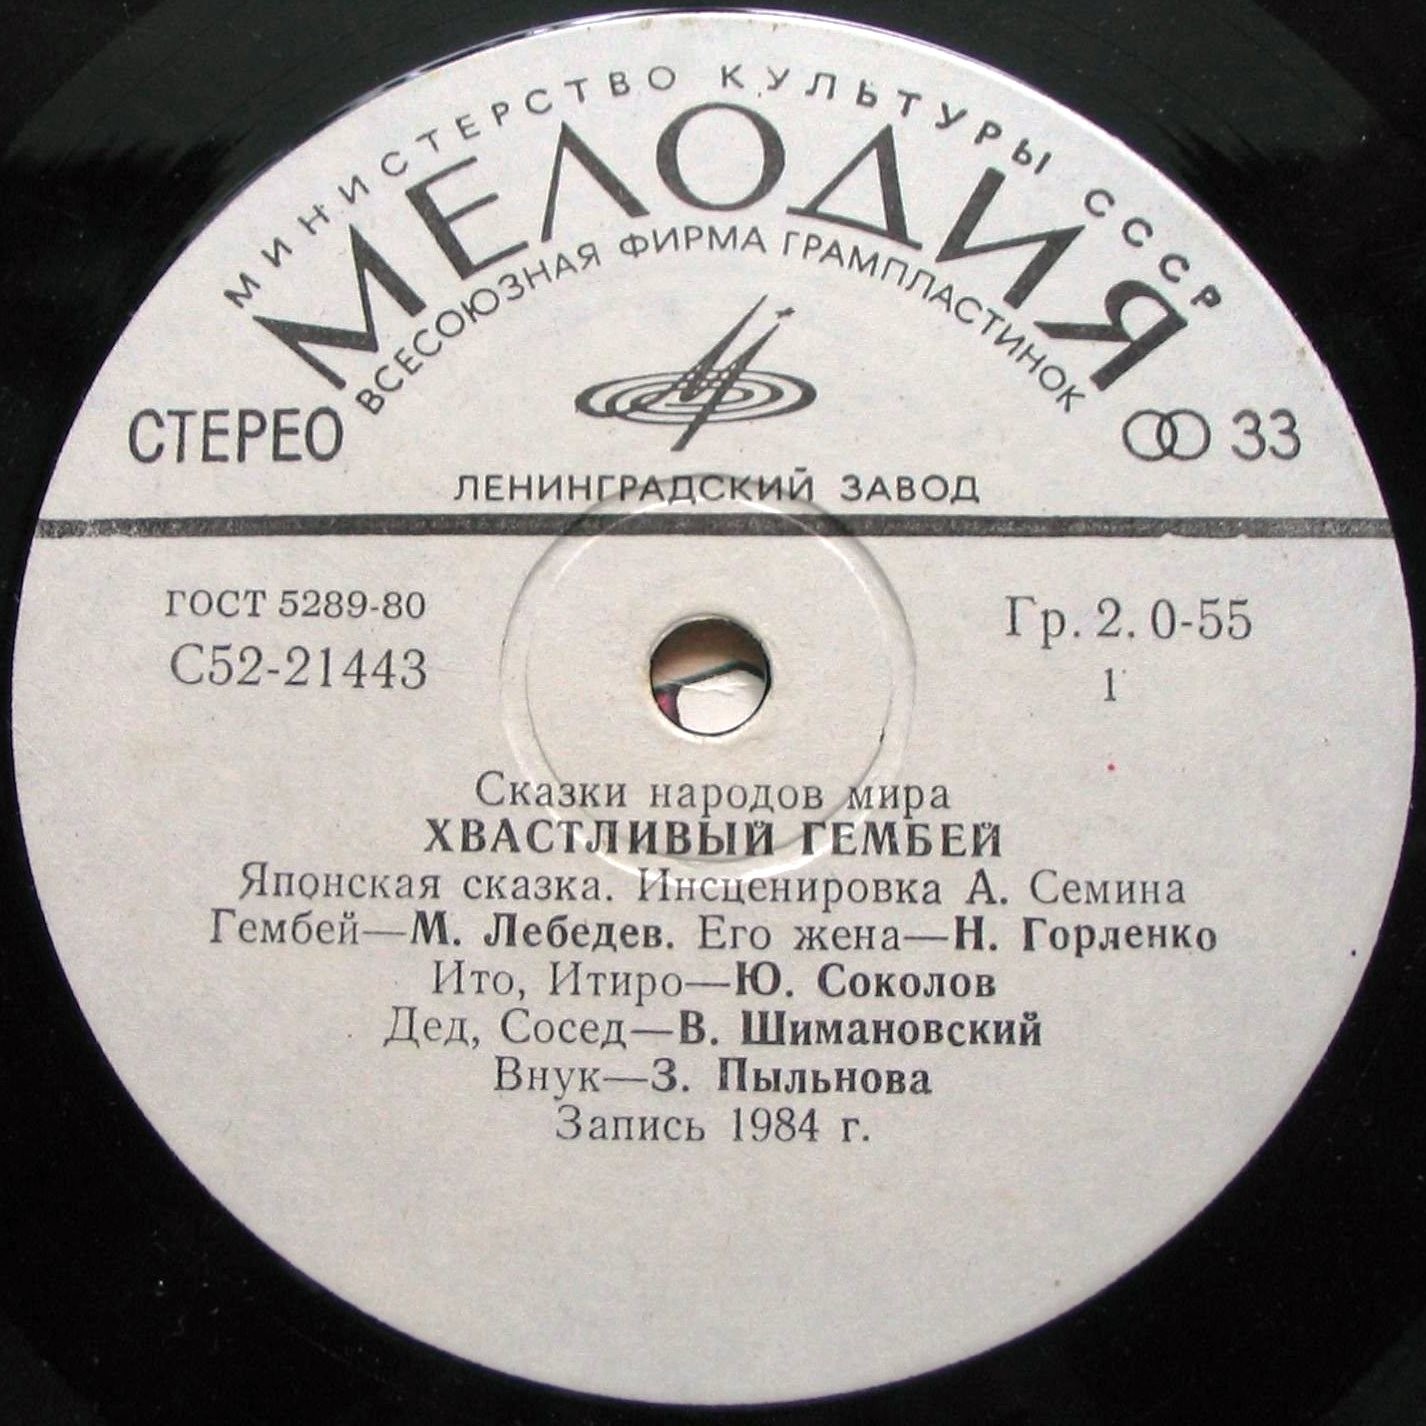 МИНИСТЕРСТВО КУЛЬТУРЫ СССР
МЕЛОДИЯ
ВСЕСОЮЗНАЯ ФИРМА ГРАМПЛАСТИНОК
СТЕРЕО
33
ЛЕНИНГРАДСКИЙ ЗАВОД
ГОСТ 5289-80
С52-21443
Гр. 2. 0-55
1
Сказки народов мира
ХВАСТЛИВЫЙ ГЕМБЕЙ
Японская сказка. Инсценировка А. Семина
Гембей—М. Лебедев. Его жена—Н. Горленко
Ито, Итиро—Ю. Соколов
Дед, Сосед—В. Шимановский
Внук—З. Пыльнова
Запись 1984 г.